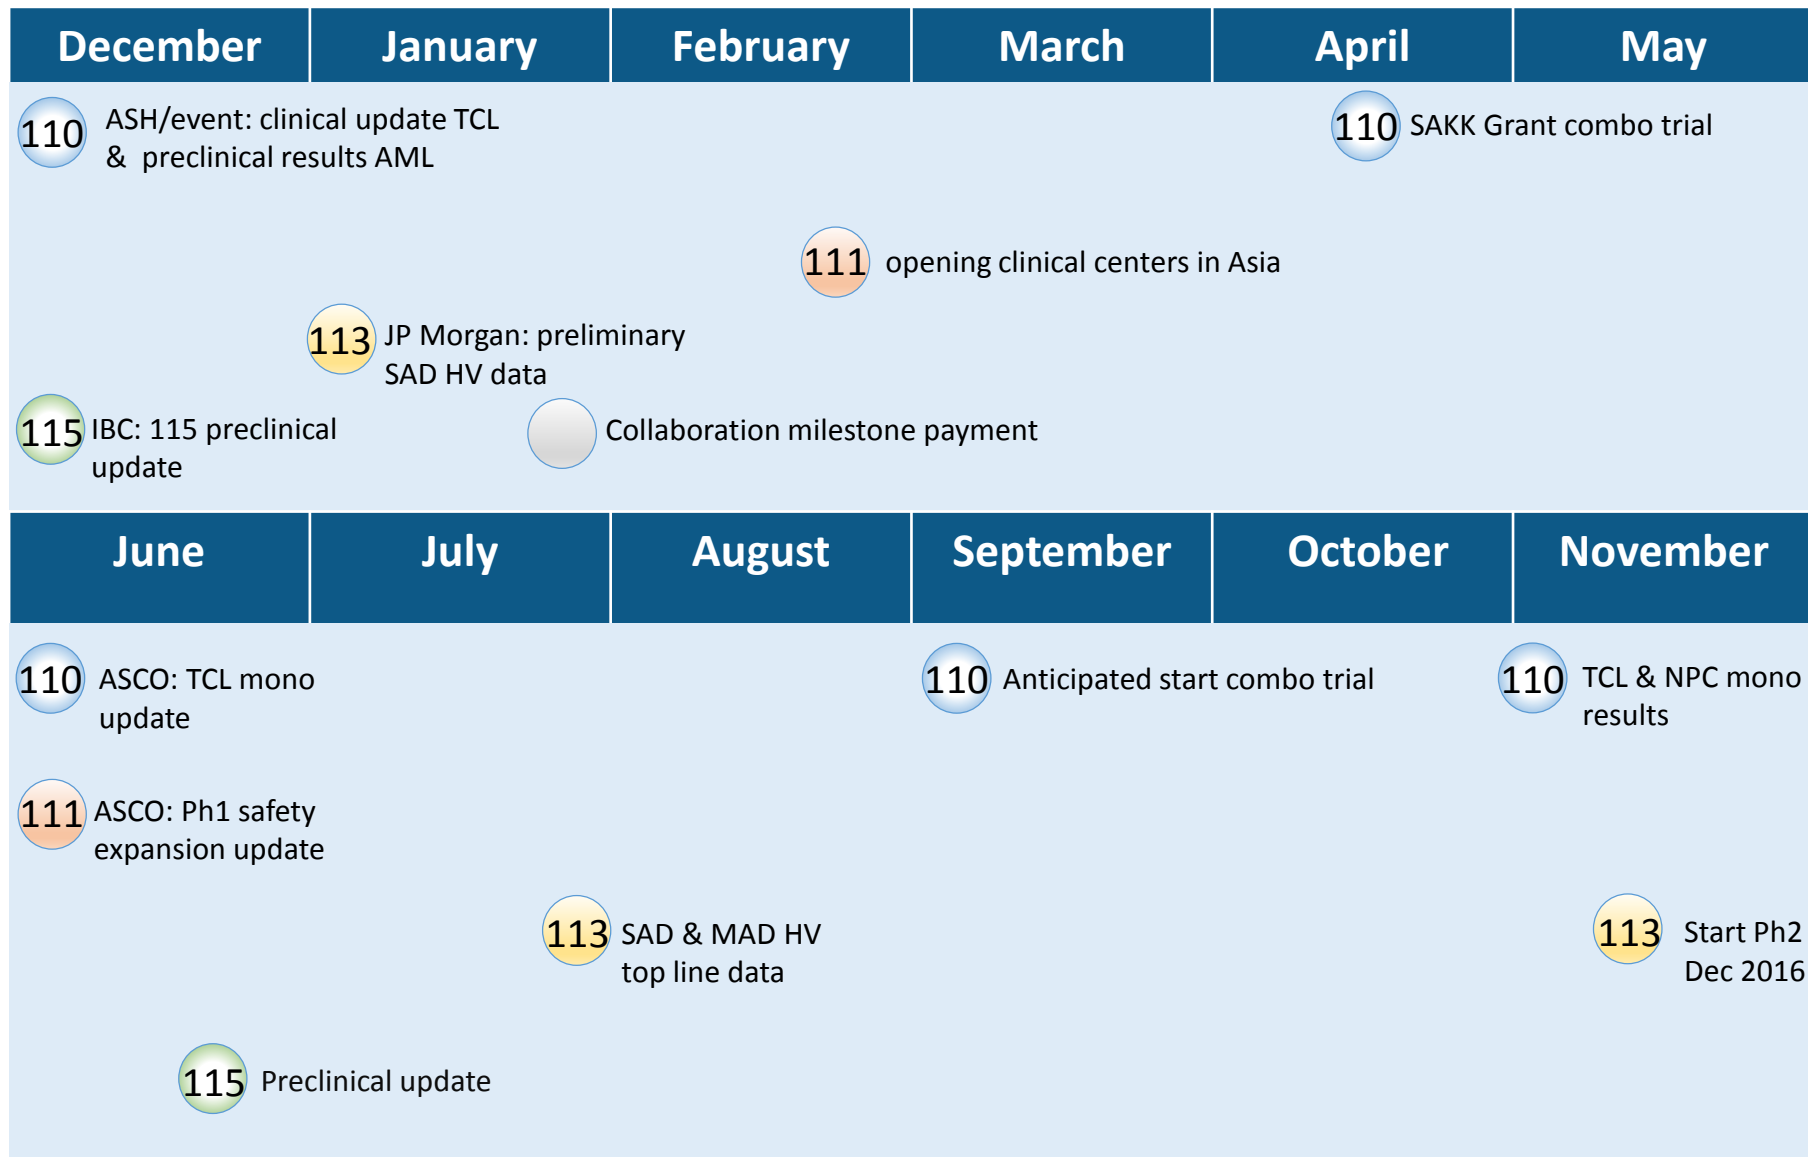 December January February March April May
110 ASH/event: clinical update TCL
& preclinical results AML
110 SAKK Grant combo trial
111 opening clinical centers in Asia
113 JP Morgan: preliminary
SAD HV data
115 IBC: 115 preclinical
update
Collaboration milestone payment
June July August September October November
110 ASCO: TCL mono
update
110 Anticipated start combo trial
110 TCL & NPC mono
results
111 ASCO: Ph1 safety
expansion update
113 SAD & MAD HV
top line data
113 Start Ph2
Dec 2016
115 Preclinical update